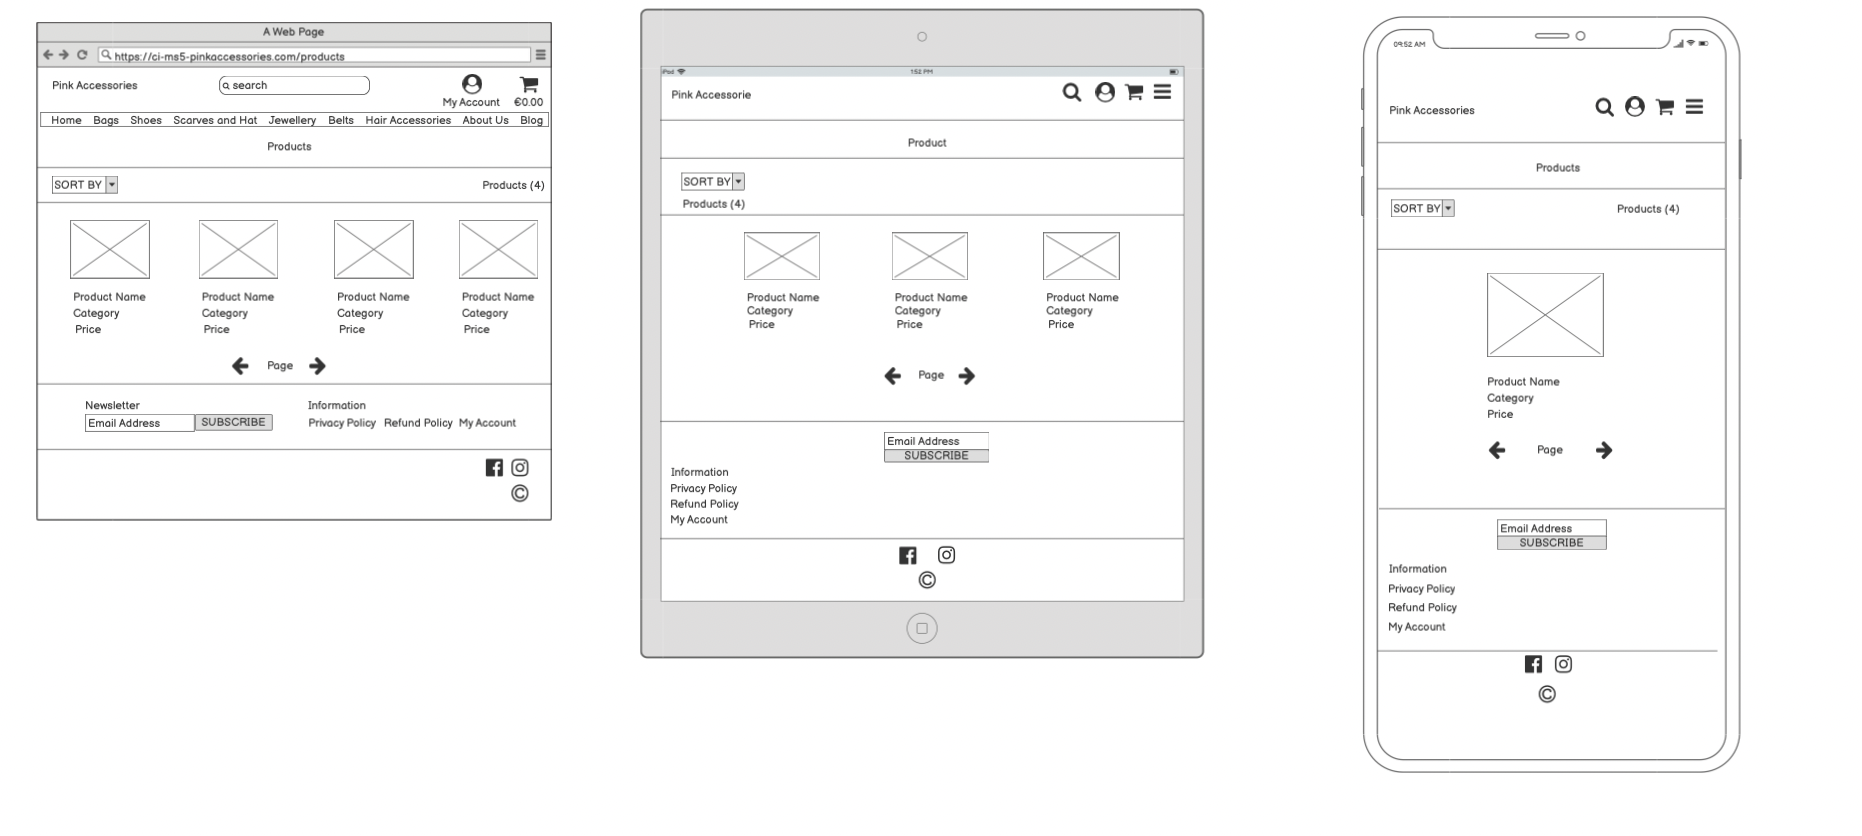 A Web Page
https://ci-ms5-pinkaccessories.com/products
Pink Accessories
search
My Account €0.00
Home Bags Shoes Scarves and Hat Jewellery Belts Hair Accessories About Us Blog
Products
SORT BY
Products (4)
Product Name Product Name Product Name Product Name
Category Category Category Category
Price Price Price Price
Page
Newsletter
Email Address SUBSCRIBE
Information
Privacy Policy Refund Policy My Account
©
iPad 1:52 PM
Pink Accessorie
Product
SORT BY
Products (4)
Product Name Product Name Product Name
Category Category Category
Price Price Price
Page
Email Address
SUBSCRIBE
Information
Privacy Policy
Refund Policy
My Account
©
09:52 AM
Pink Accessories
Products
SORT BY Products (4)
Product Name
Category
Price
Page
Email Address
SUBSCRIBE
Information
Privacy Policy
Refund Policy
My Account
©